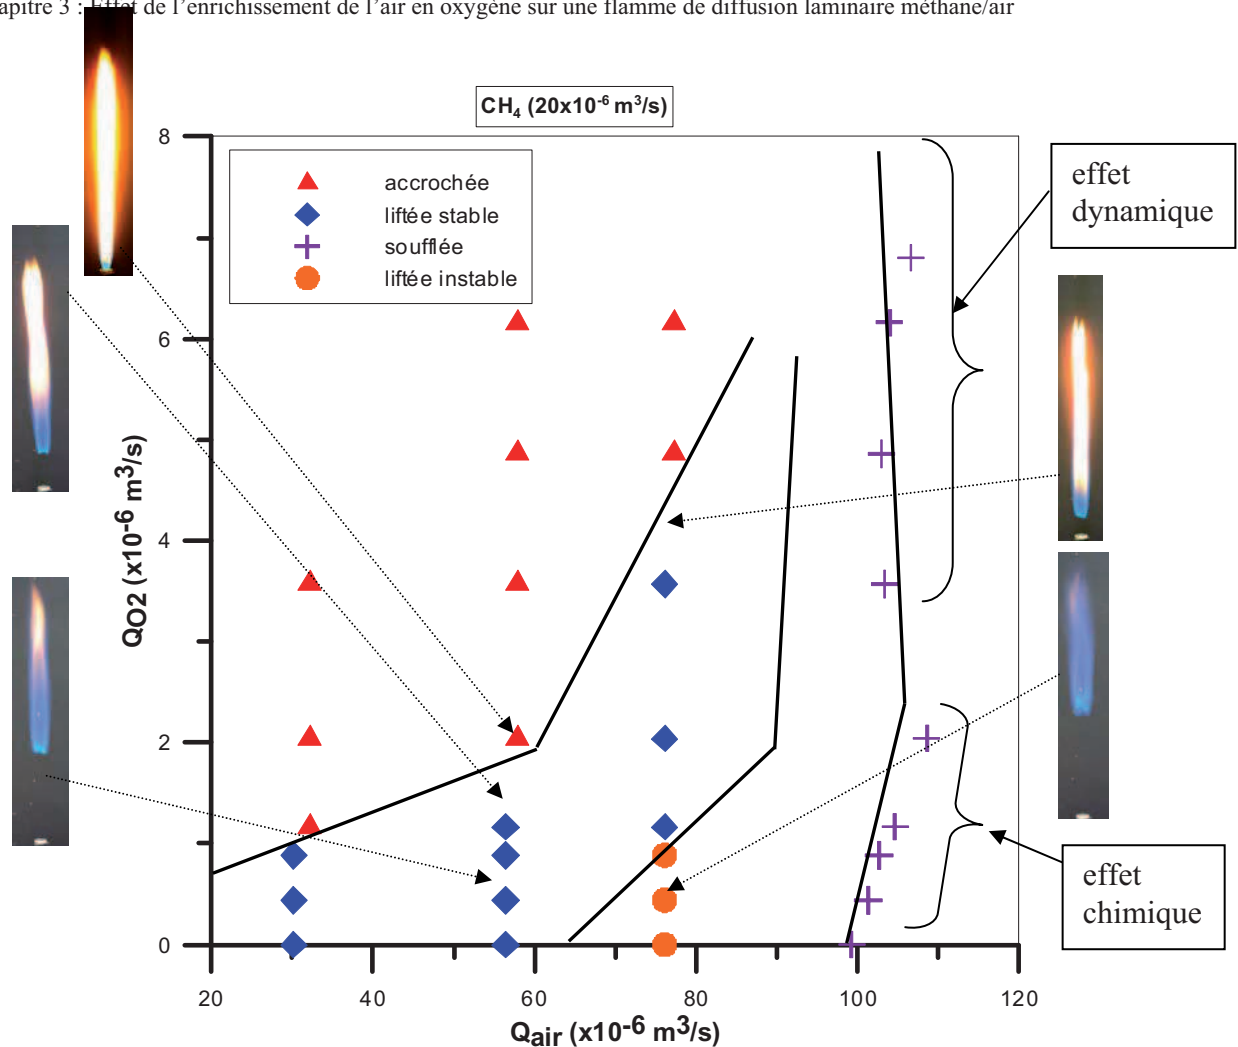 apitre 3 : Effet de l'enrichissement de l'air en oxygène sur une flamme de diffusion laminaire méthane/air
CH4 (20x10-6 m3/s)
accrochée
liftée stable
soufflée
liftée instable
effet
dynamique
effet
chimique
8
6
4
2
0
QO2 (x10-6 m3/s)
20 40 60 80 100 120
Qair (x10-6 m3/s)